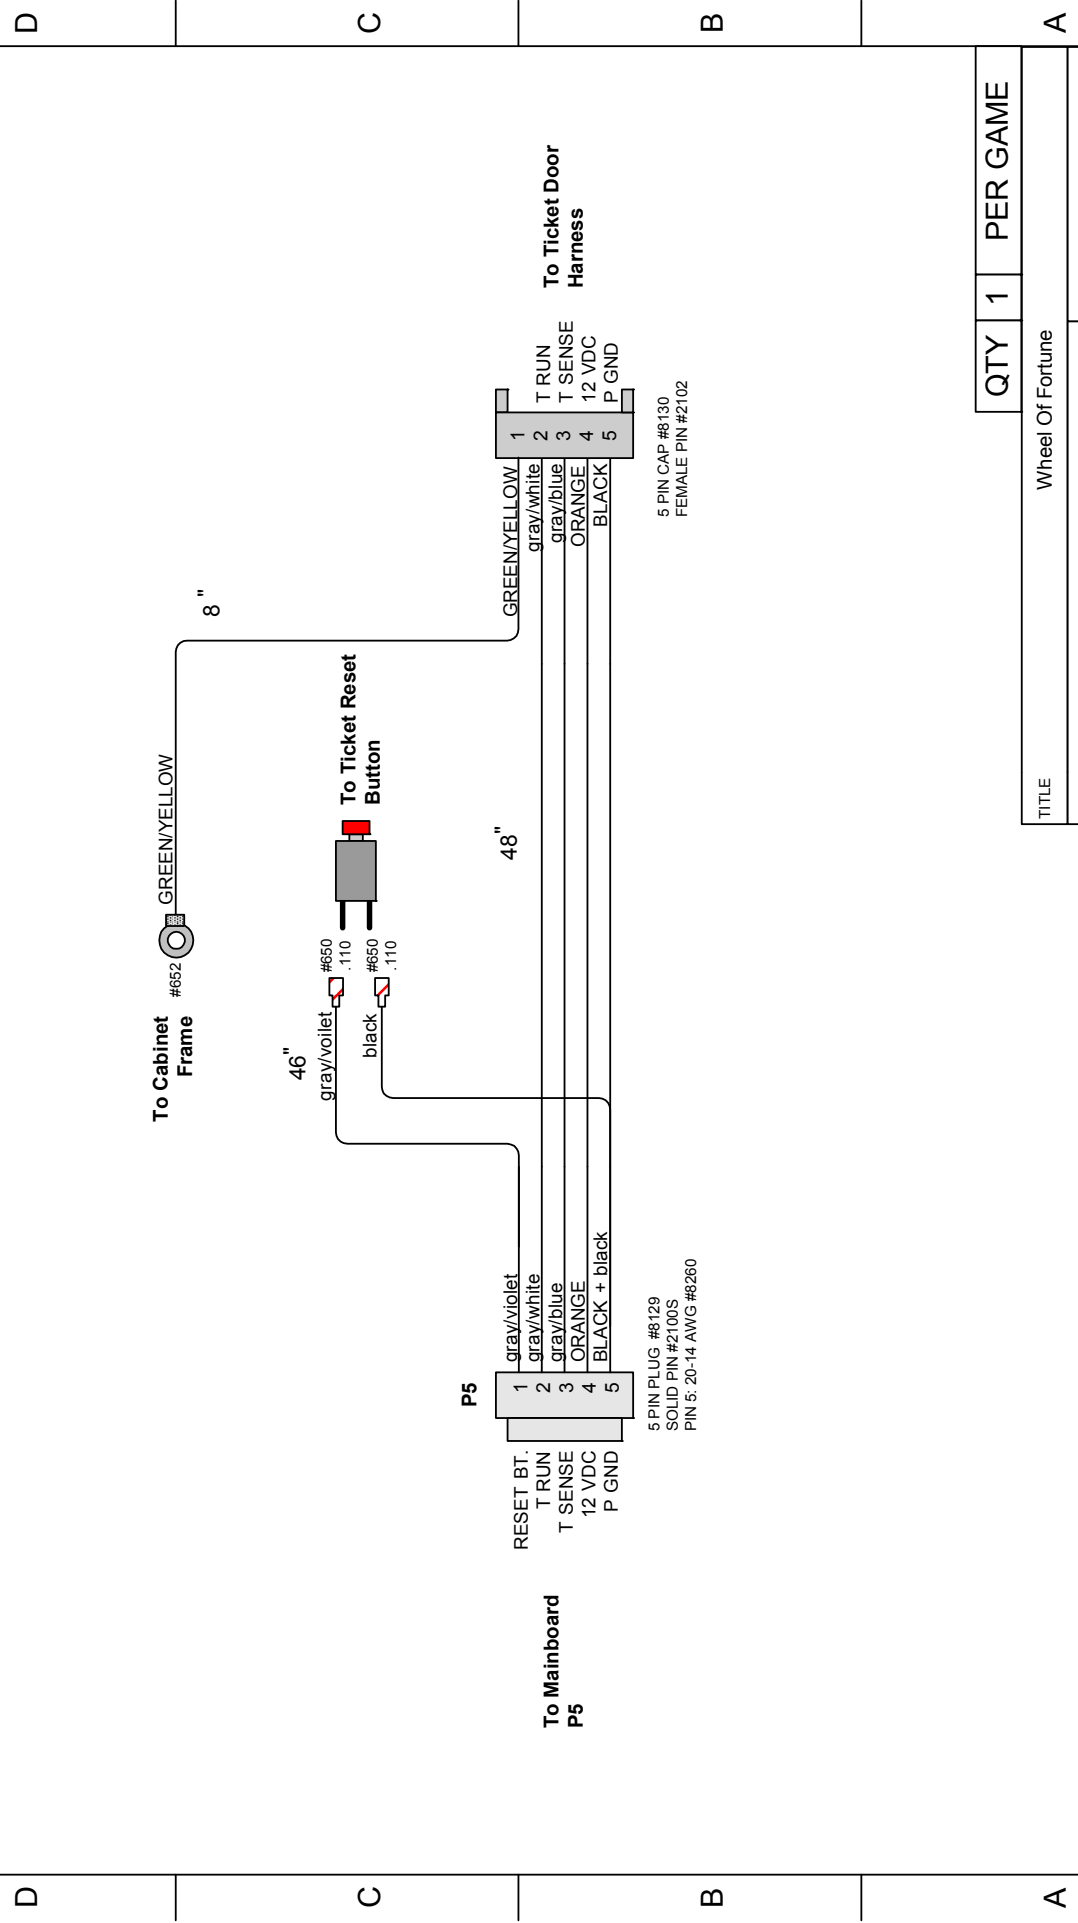 D
C
B
A
To Cabinet
Frame
#652
GREEN/YELLOW
8 "
46"
gray/voilet
#650
.110
black
#650
.110
To Ticket Reset
Button
48"
To Mainboard
P5
P5
RESET BT.
T RUN
T SENSE
12 VDC
P GND
1
2
3
4
5
gray/violet
gray/white
gray/blue
ORANGE
BLACK + black
5 PIN PLUG #8129
SOLID PIN #2100S
PIN 5: 20-14 AWG #8260
GREEN/YELLOW
gray/white
gray/blue
ORANGE
BLACK
1
2
3
4
5
T RUN
T SENSE
12 VDC
P GND
To Ticket Door
Harness
5 PIN CAP #8130
FEMALE PIN #2102
QTY 1 PER GAME
TITLE
Wheel Of Fortune
D
C
B
A